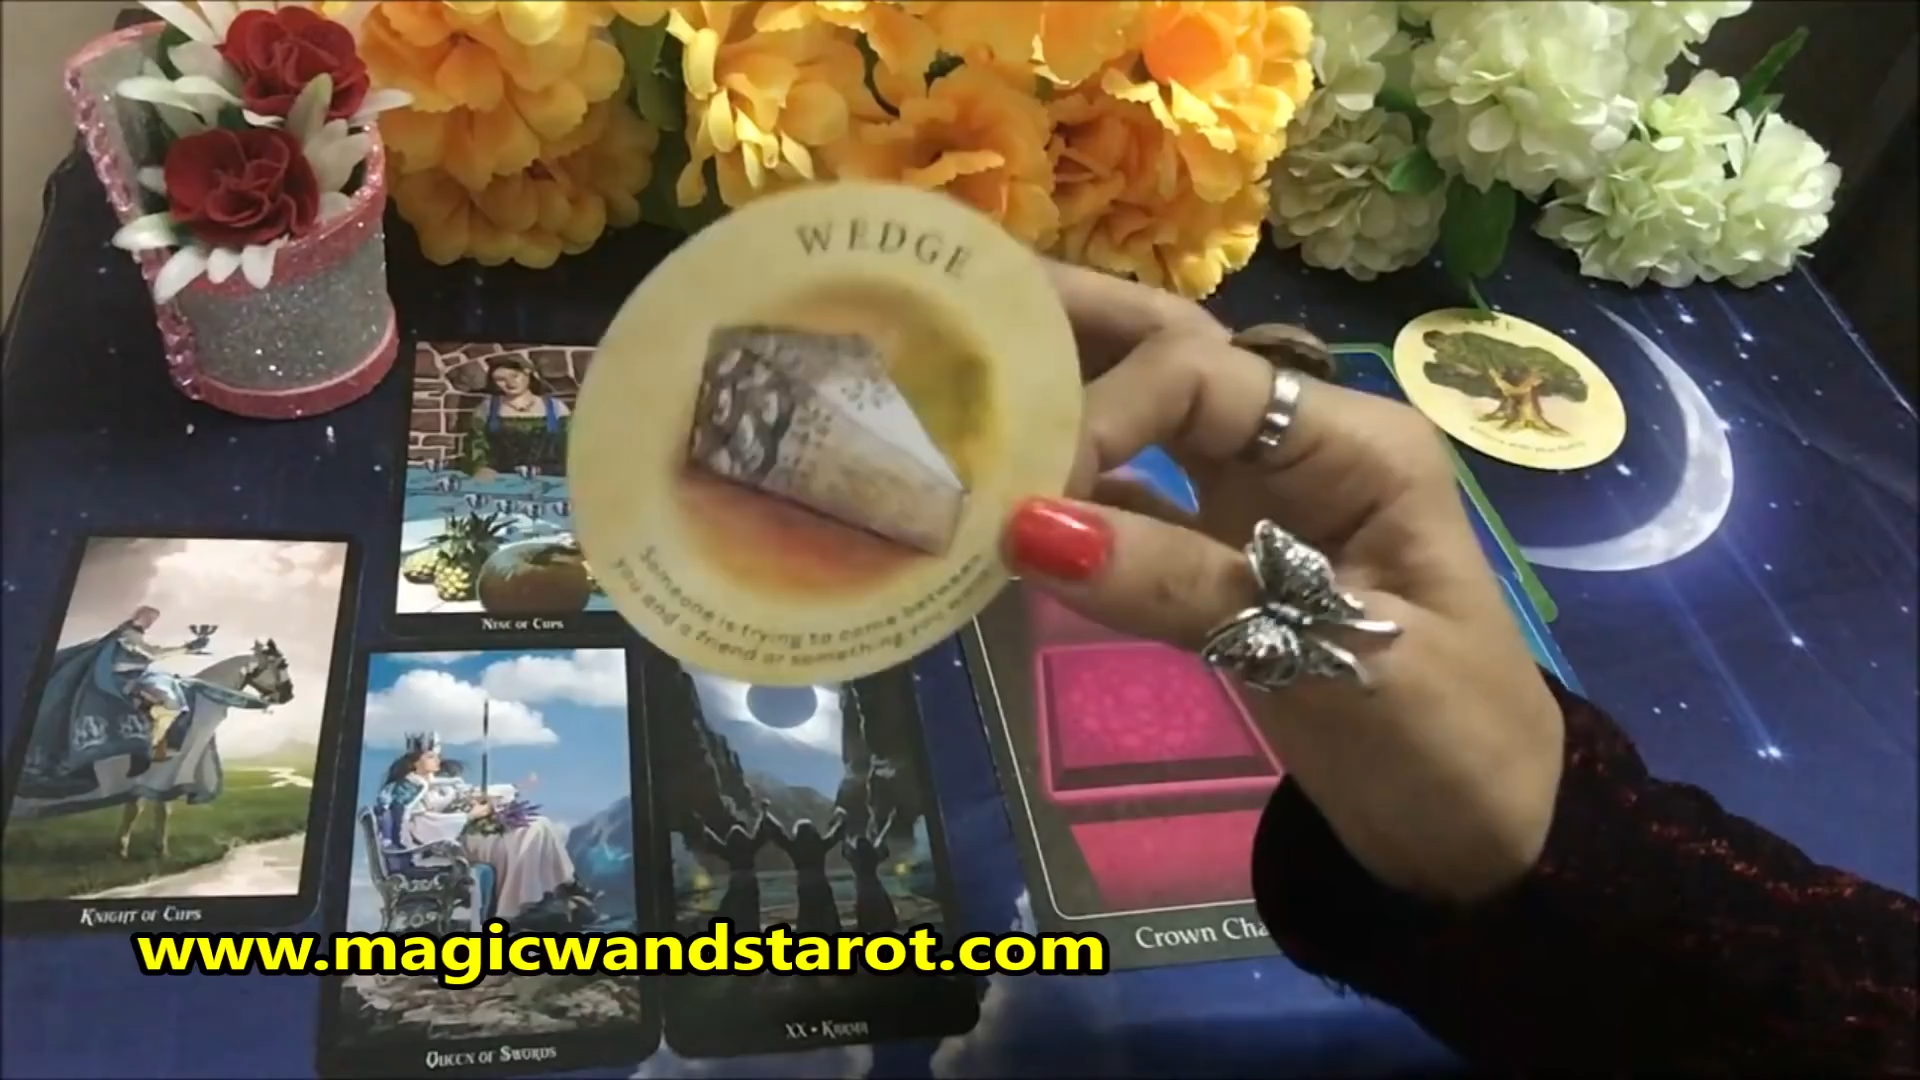 WEDGE
Someone is trying to come between
you and a friend or something you want
TREE
NINE OF CUPS
KNIGHT OF CUPS
QUEEN OF SWORDS
XX • KARMA
Crown Cha
www.magicwandstarot.com